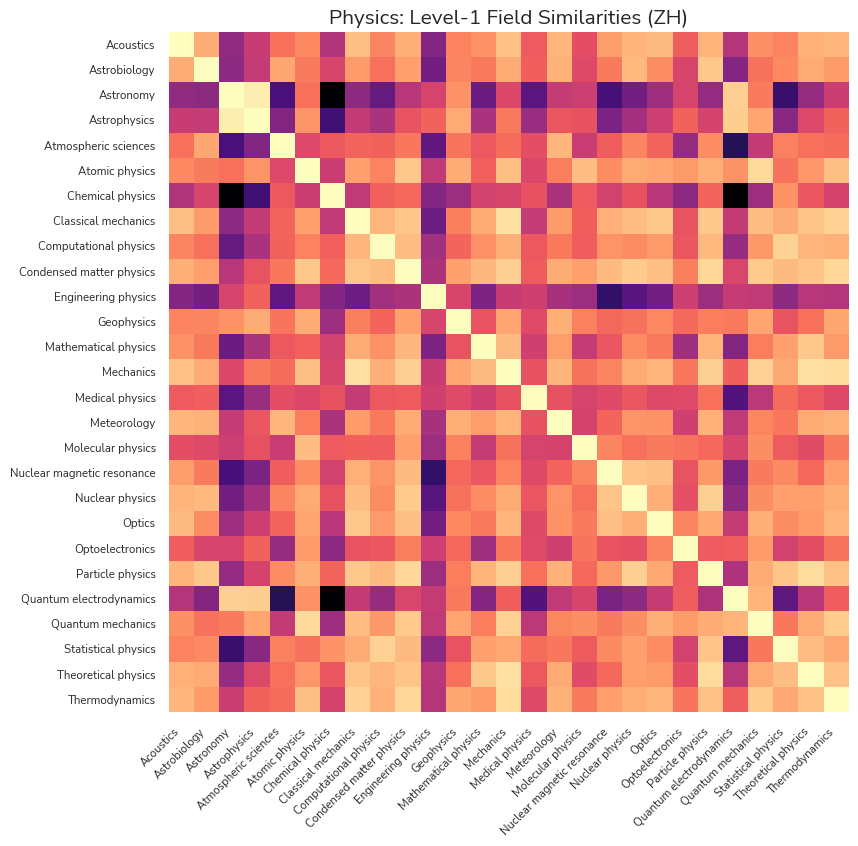 Physics: Level-1 Field Similarities (ZH)
Acoustics
Astrobiology
Astronomy
Astrophysics
Atmospheric sciences
Atomic physics
Chemical physics
Classical mechanics
Computational physics
Condensed matter physics
Engineering physics
Geophysics
Mathematical physics
Mechanics
Medical physics
Meteorology
Molecular physics
Nuclear magnetic resonance
Nuclear physics
Optics
Optoelectronics
Particle physics
Quantum electrodynamics
Quantum mechanics
Statistical physics
Theoretical physics
Thermodynamics
Acoustics
Astrobiology
Astronomy
Astrophysics
Atmospheric sciences
Atomic physics
Chemical physics
Classical mechanics
Computational physics
Condensed matter physics
Engineering physics
Geophysics
Mathematical physics
Mechanics
Medical physics
Meteorology
Molecular physics
Nuclear magnetic resonance
Nuclear physics
Optics
Optoelectronics
Particle physics
Quantum electrodynamics
Quantum mechanics
Statistical physics
Theoretical physics
Thermodynamics